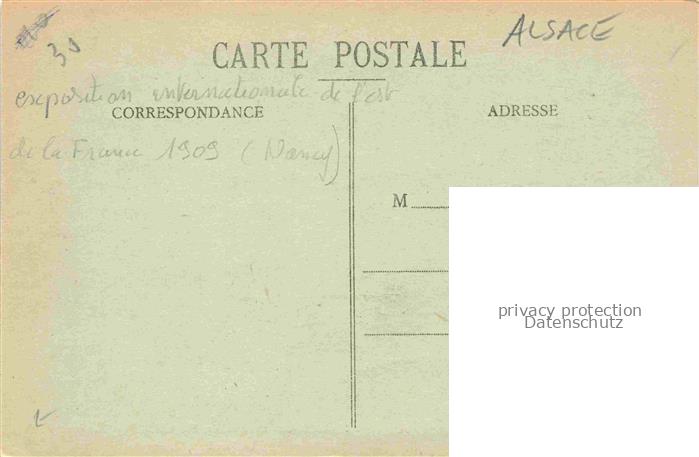 30
ALSACE
CARTE POSTALE
exposition internationale de l'est
CORRESPONDANCE
ADRESSE
de la France 1909 (Nancy)
M
privacy protection
Datenschutz